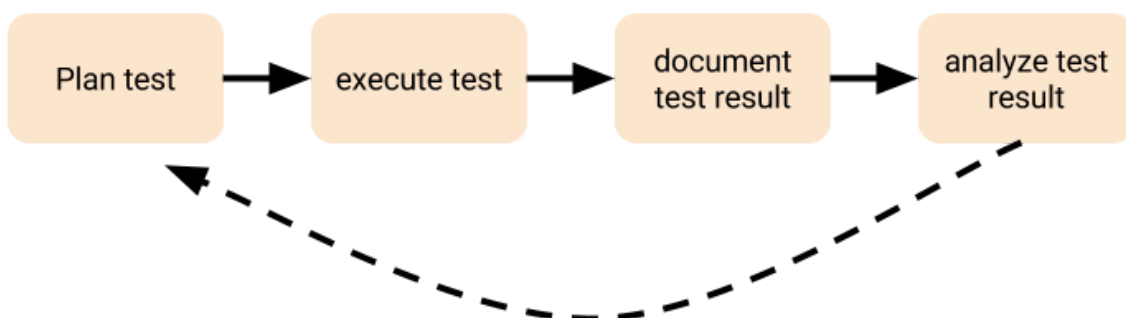 Plan test
execute test
document
test result
analyze test
result